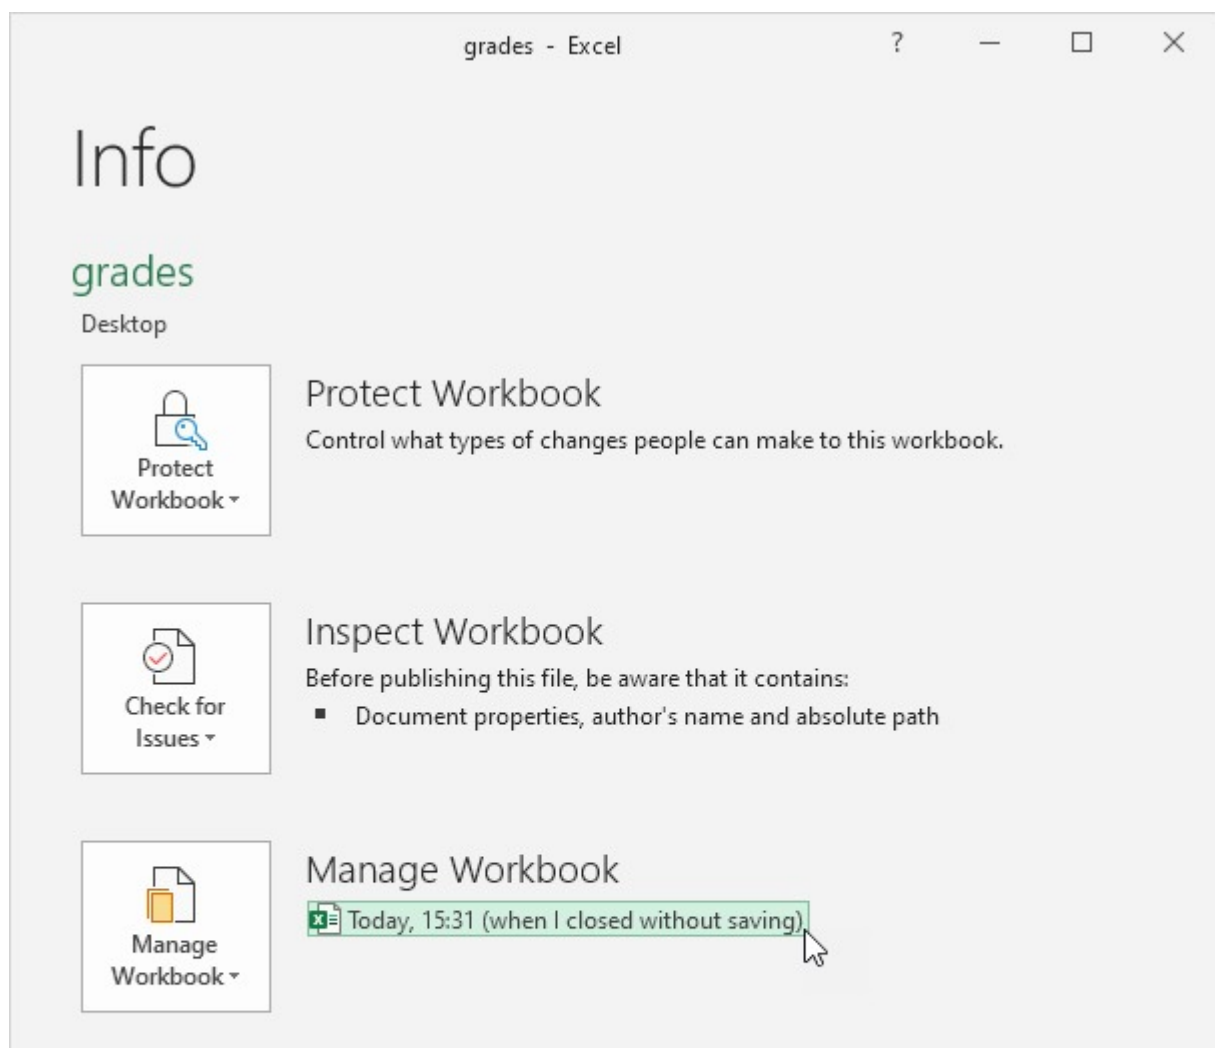 grades - Excel
?
Info
grades
Desktop
Protect Workbook
Control what types of changes people can make to this workbook.
Protect
Workbook
Inspect Workbook
Before publishing this file, be aware that it contains:
▪ Document properties, author's name and absolute path
Check for
Issues
Manage Workbook
Today, 15:31 (when I closed without saving)
Manage
Workbook